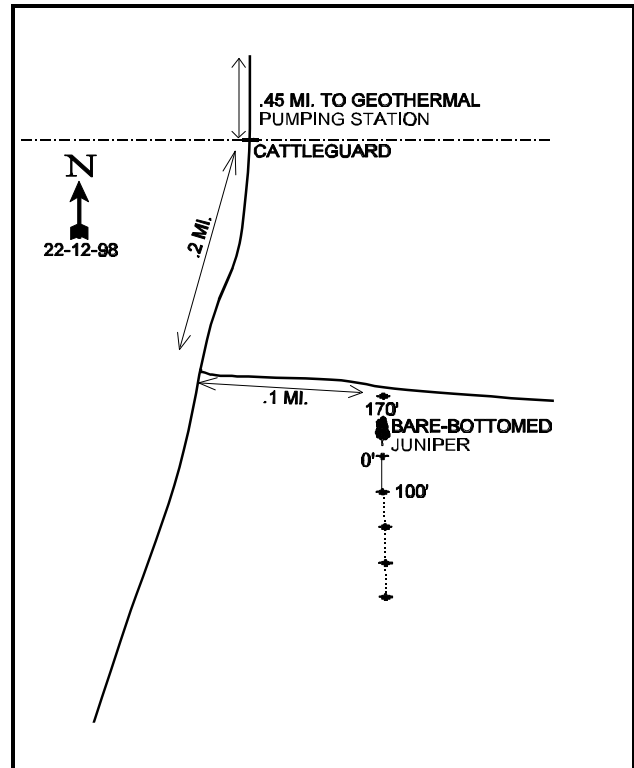 .45 MI. TO GEOTHERMAL
PUMPING STATION
CATTLEGUARD
N
22-12-98
.2 MI.
.1 MI.
170'
BARE-BOTTOMED
JUNIPER
0'
100'